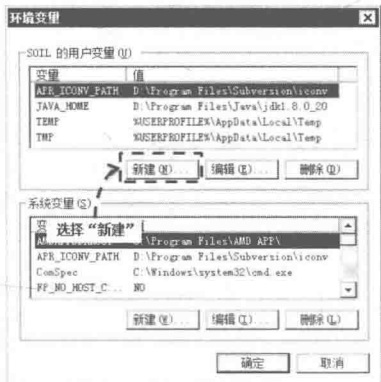 环境变量
SOIL 的用户变量(U)
变量 值
APR_ICONV_PATH D:\Program Files\Subversion\iconv
JAVA_HOME D:\Program Files\Java\jdk1.8.0_20
TEMP %USERPROFILE%\AppData\Local\Temp
TMP %USERPROFILE%\AppData\Local\Temp
新建(N)... 编辑(E)... 删除(D)
系统变量(S)
变
选择“新建”
:\Program Files\AMD APP\
APR_ICONV_PATH D:\Program Files\Subversion\iconv
ComSpec C:\Windows\system32\cmd.exe
FP_NO_HOST_C... NO
新建(W)... 编辑(I)... 删除(L)
确定 取消